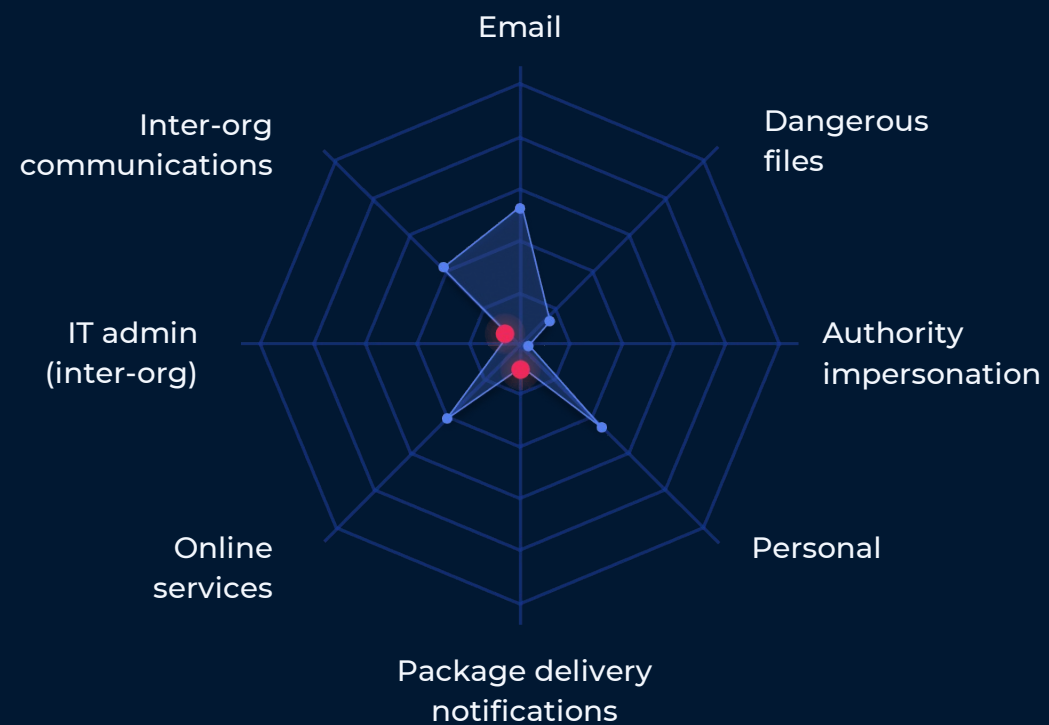 Email
Inter-org
communications
Dangerous
files
IT admin
(inter-org)
Authority
impersonation
Online
services
Personal
Package delivery
notifications